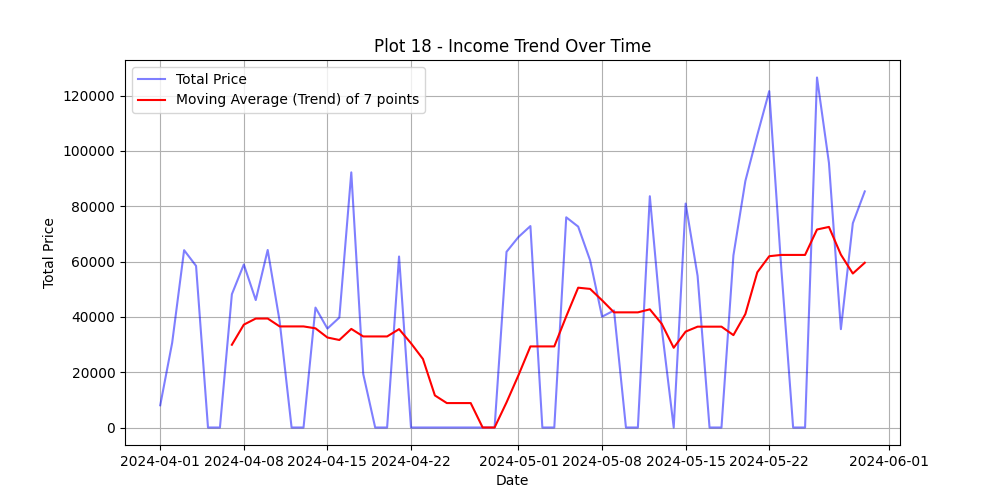 Plot 18 - Income Trend Over Time
Total Price
Moving Average (Trend) of 7 points
120000
100000
80000
60000
40000
20000
0
Total Price
2024-04-01 2024-04-08 2024-04-15 2024-04-22 2024-05-01 2024-05-08 2024-05-15 2024-05-22 2024-06-01
Date